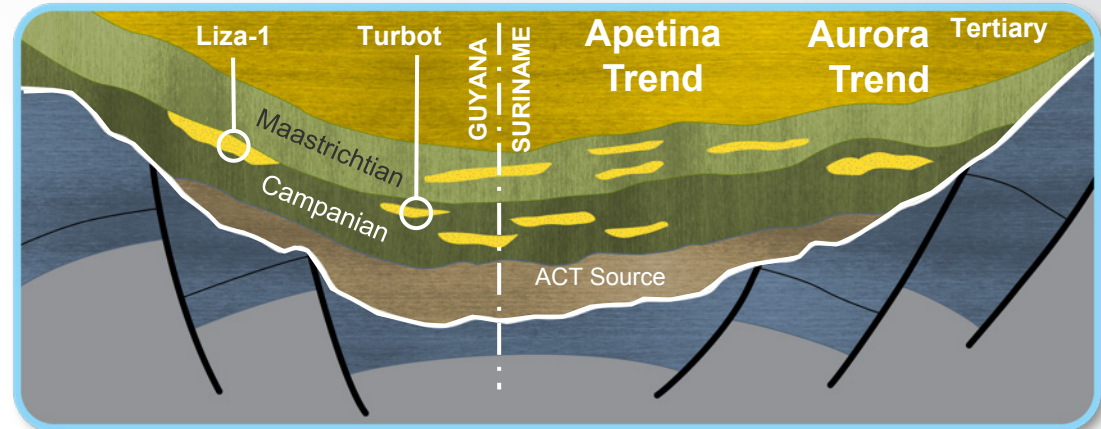 Liza-1
Turbot
GUYANA
SURINAME
Apetina
Trend
Aurora
Trend
Tertiary
Maastrichtian
Campanian
ACT Source